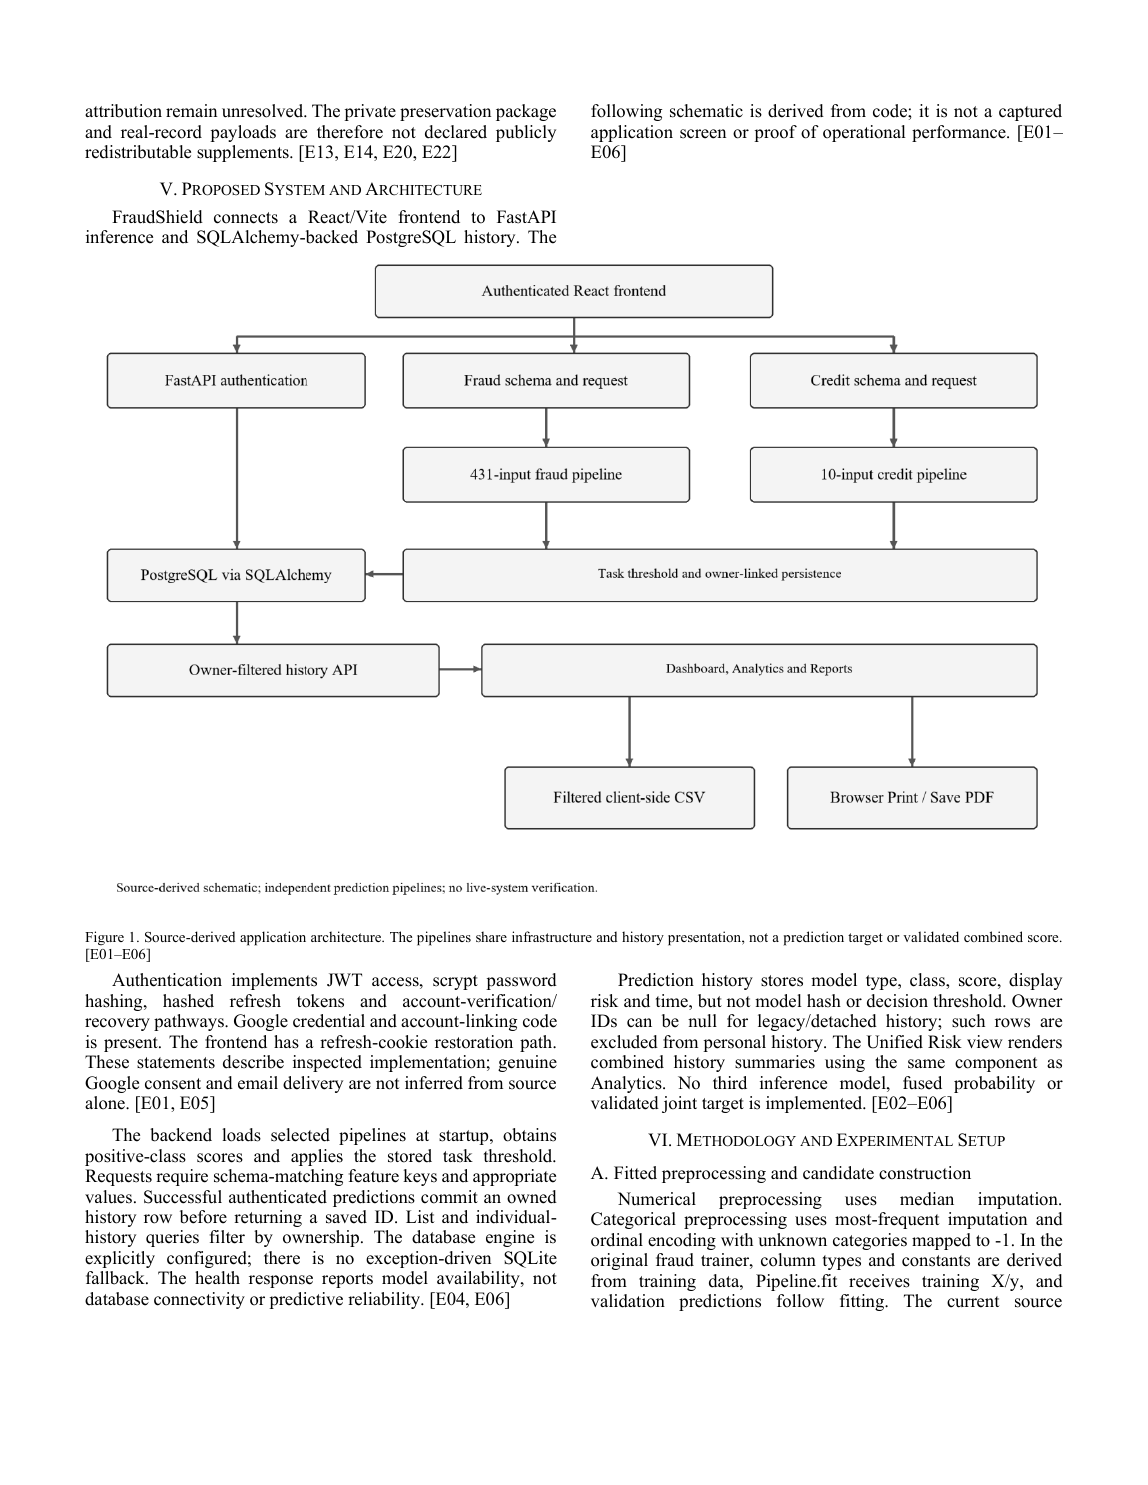 attribution remain unresolved. The private preservation package
and real-record payloads are therefore not declared publicly
redistributable supplements. [E13, E14, E20, E22]
V. PROPOSED SYSTEM AND ARCHITECTURE
FraudShield connects a React/Vite frontend to FastAPI
inference and SQLAlchemy-backed PostgreSQL history. The
following schematic is derived from code; it is not a captured
application screen or proof of operational performance. [E01–
E06]
Authenticated React frontend
FastAPI authentication
Fraud schema and request
Credit schema and request
431-input fraud pipeline
10-input credit pipeline
PostgreSQL via SQLAlchemy
Task threshold and owner-linked persistence
Owner-filtered history API
Dashboard, Analytics and Reports
Filtered client-side CSV
Browser Print / Save PDF
Source-derived schematic; independent prediction pipelines; no live-system verification.
Figure 1. Source-derived application architecture. The pipelines share infrastructure and history presentation, not a prediction target or validated combined score.
[E01–E06]
Authentication implements JWT access, scrypt password
hashing, hashed refresh tokens and account-verification/
recovery pathways. Google credential and account-linking code
is present. The frontend has a refresh-cookie restoration path.
These statements describe inspected implementation; genuine
Google consent and email delivery are not inferred from source
alone. [E01, E05]
The backend loads selected pipelines at startup, obtains
positive-class scores and applies the stored task threshold.
Requests require schema-matching feature keys and appropriate
values. Successful authenticated predictions commit an owned
history row before returning a saved ID. List and individual-
history queries filter by ownership. The database engine is
explicitly configured; there is no exception-driven SQLite
fallback. The health response reports model availability, not
database connectivity or predictive reliability. [E04, E06]
Prediction history stores model type, class, score, display
risk and time, but not model hash or decision threshold. Owner
IDs can be null for legacy/detached history; such rows are
excluded from personal history. The Unified Risk view renders
combined history summaries using the same component as
Analytics. No third inference model, fused probability or
validated joint target is implemented. [E02–E06]
VI. METHODOLOGY AND EXPERIMENTAL SETUP
A. Fitted preprocessing and candidate construction
Numerical preprocessing uses median imputation.
Categorical preprocessing uses most-frequent imputation and
ordinal encoding with unknown categories mapped to -1. In the
original fraud trainer, column types and constants are derived
from training data, Pipeline.fit receives training X/y, and
validation predictions follow fitting. The current source